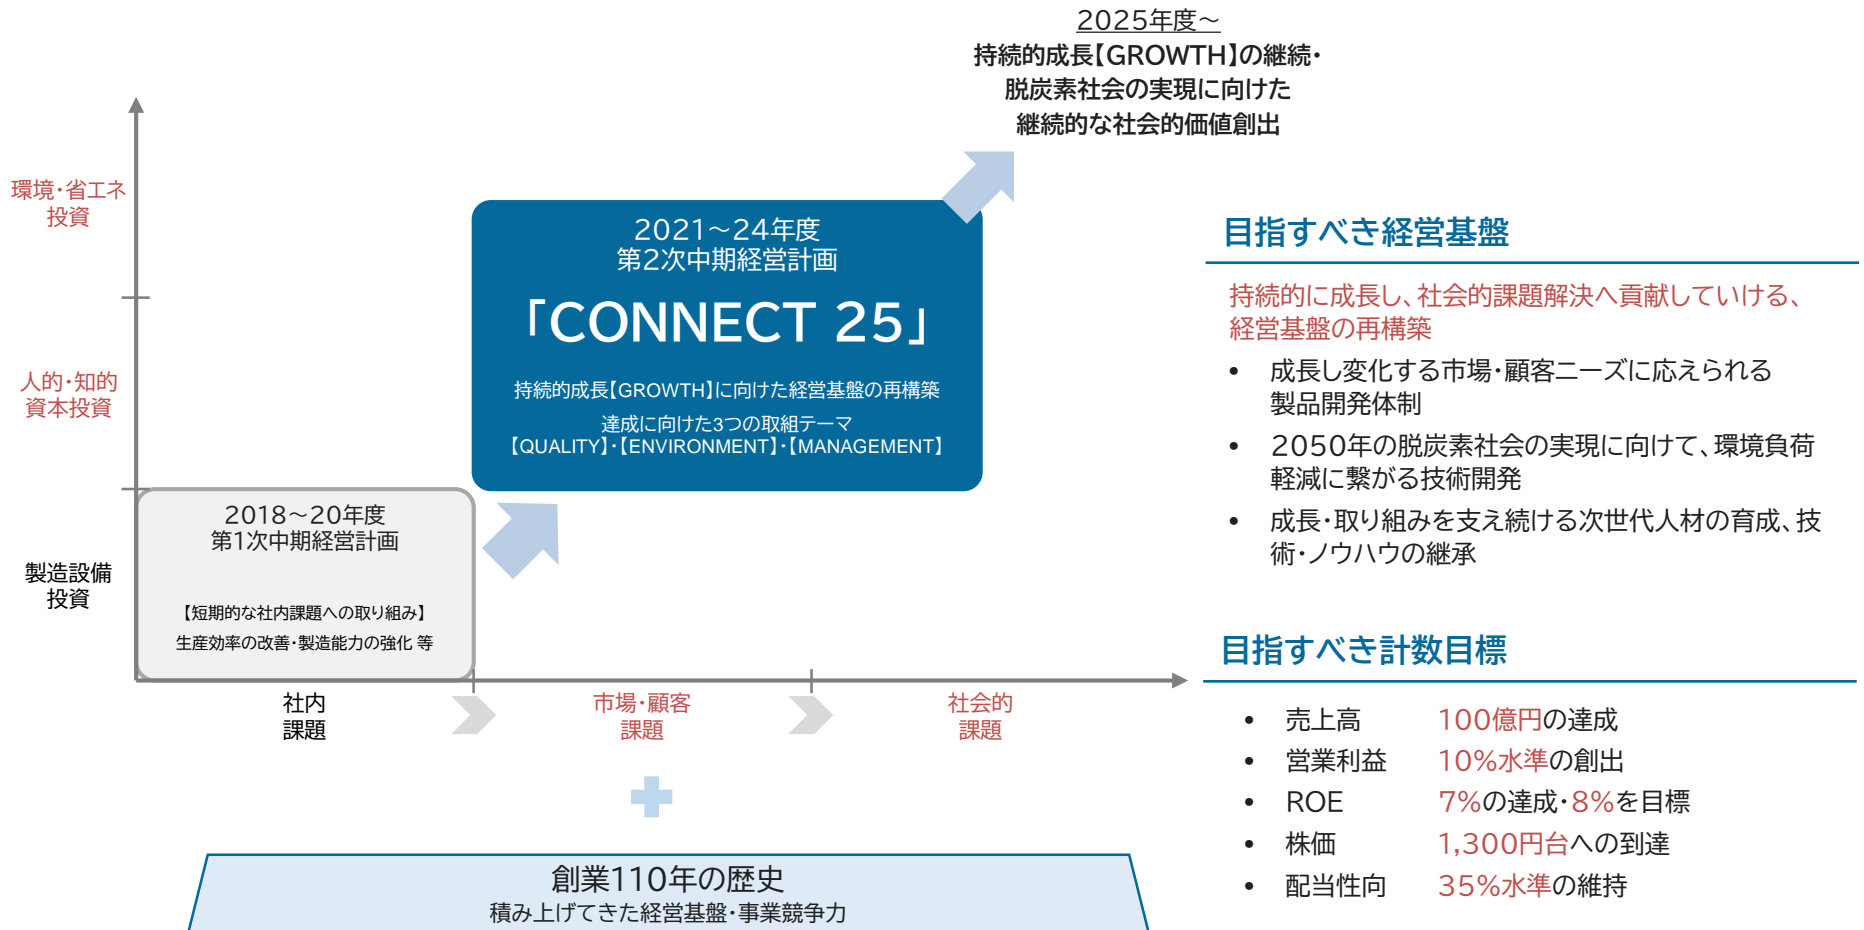 2025年度～
持続的成長【GROWTH】の継続・
脱炭素社会の実現に向けた
継続的な社会的価値創出
環境・省エネ
投資
人的・知的
資本投資
製造設備
投資
2021～24年度
第2次中期経営計画
「CONNECT 25」
持続的成長【GROWTH】に向けた経営基盤の再構築
達成に向けた3つの取組テーマ
【QUALITY】・【ENVIRONMENT】・【MANAGEMENT】
2018～20年度
第1次中期経営計画
【短期的な社内課題への取り組み】
生産効率の改善・製造能力の強化 等
社内
課題
市場・顧客
課題
社会的
課題
創業110年の歴史
積み上げてきた経営基盤・事業競争力
目指すべき経営基盤
持続的に成長し、社会的課題解決へ貢献していける、
経営基盤の再構築
• 成長し変化する市場・顧客ニーズに応えられる
製品開発体制
• 2050年の脱炭素社会の実現に向けて、環境負荷
軽減に繋がる技術開発
• 成長・取り組みを支え続ける次世代人材の育成、技
術・ノウハウの継承
目指すべき計数目標
• 売上高 100億円の達成
• 営業利益 10%水準の創出
• ROE 7%の達成・8%を目標
• 株価 1,300円台への到達
• 配当性向 35%水準の維持